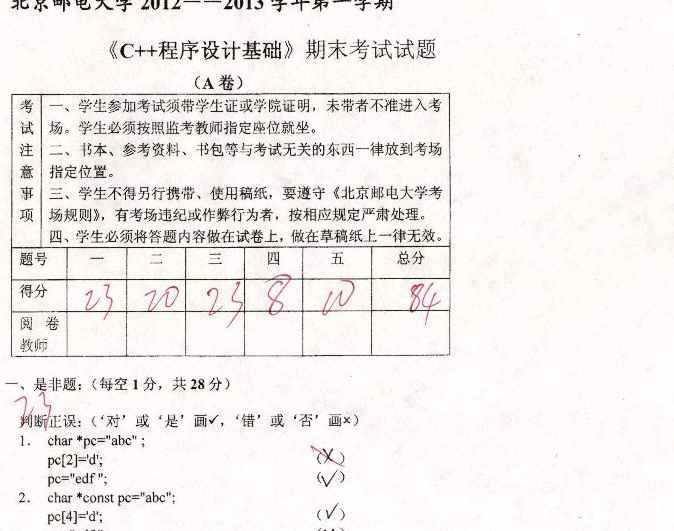 北京邮电大学 2012——2013 学年第一学期
《C++程序设计基础》期末考试试题
（A 卷）
考试注意事项
一、学生参加考试须带学生证或学院证明，未带者不准进入考
场。学生必须按照监考教师指定座位就坐。
二、书本、参考资料、书包等与考试无关的东西一律放到考场
指定位置。
三、学生不得另行携带、使用稿纸，要遵守《北京邮电大学考
场规则》，有考场违纪或作弊行为者，按相应规定严肃处理。
四、学生必须将答题内容做在试卷上，做在草稿纸上一律无效。
题号 一 二 三 四 五 总分
得分 23 20 23 8 10 84
阅 卷
教师
一、是非题：（每空 1 分，共 28 分）
23
判断正误：（‘对’或‘是’画✓，‘错’或‘否’画×）
1. char *pc="abc" ;
pc[2]='d'; (X)
pc="edf "; (✓)
2. char *const pc="abc";
pc[4]='d'; (✓)